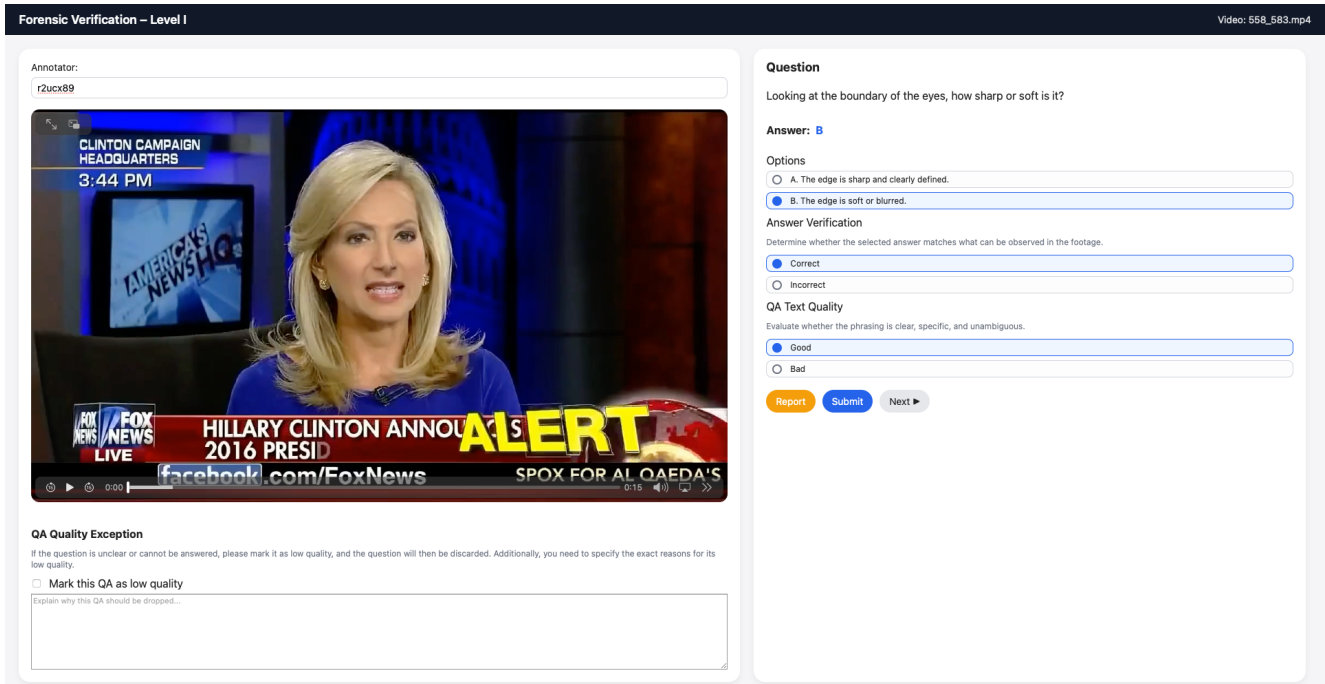 Forensic Verification – Level I
Video: 558_583.mp4
Annotator:
r2ucx89
CLINTON CAMPAIGN
HEADQUARTERS
3:44 PM
AMERICA'S
NEWS HQ
FOX
NEWS
FOX
NEWS
LIVE
HILLARY CLINTON ANNOUNCES
2016 PRESID
ALERT
facebook.com/FoxNews
SPOX FOR AL QAEDA'S
0:00
0:15
QA Quality Exception
If the question is unclear or cannot be answered, please mark it as low quality, and the question will then be discarded. Additionally, you need to specify the exact reasons for its
low quality.
Mark this QA as low quality
Explain why this QA should be dropped...
Question
Looking at the boundary of the eyes, how sharp or soft is it?
Answer: B
Options
A. The edge is sharp and clearly defined.
B. The edge is soft or blurred.
Answer Verification
Determine whether the selected answer matches what can be observed in the footage.
Correct
Incorrect
QA Text Quality
Evaluate whether the phrasing is clear, specific, and unambiguous.
Good
Bad
Report
Submit
Next ►